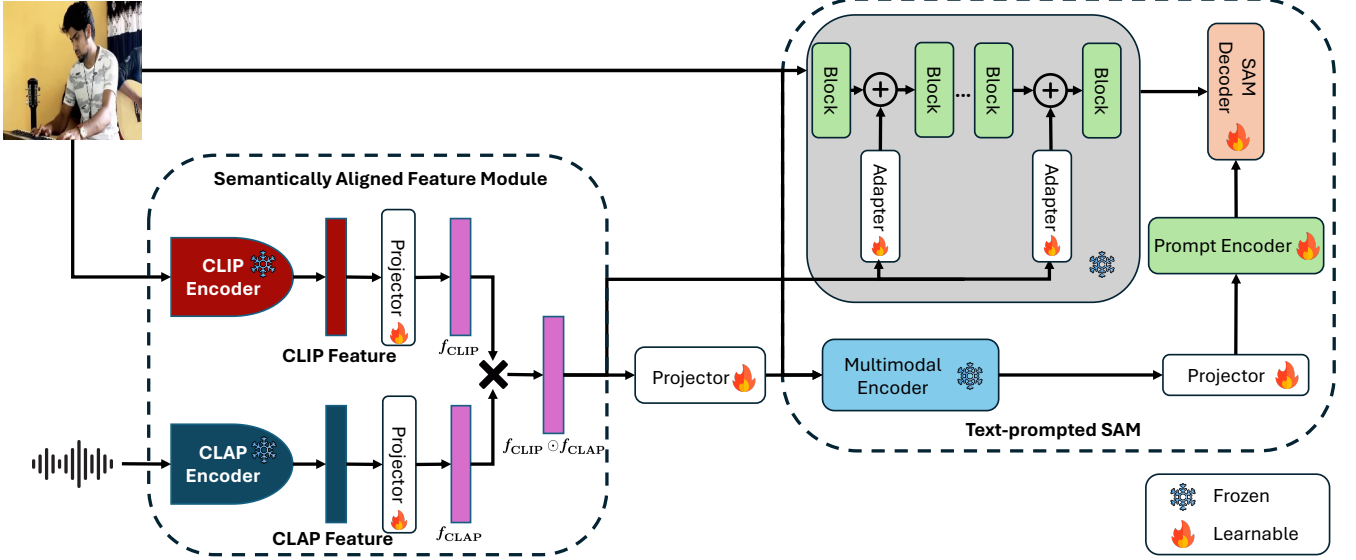 Semantically Aligned Feature Module
CLIP
Encoder
CLIP Feature
Projector
f_CLIP
CLAP
Encoder
CLAP Feature
Projector
f_CLAP
f_CLIP ⊙ f_CLAP
Projector
Block
Block
...
Block
Block
Adapter
Adapter
SAM
Decoder
Prompt Encoder
Multimodal
Encoder
Projector
Text-prompted SAM
Frozen
Learnable